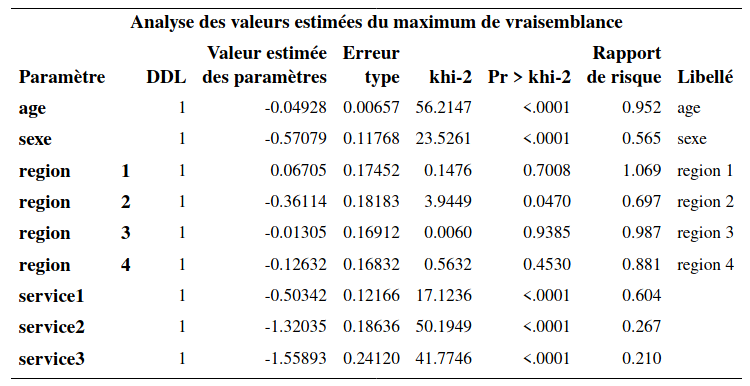 Analyse des valeurs estimées du maximum de vraisemblance
Valeur estimée Erreur Rapport
Paramètre DDL des paramètres type khi-2 Pr > khi-2 de risque Libellé
age 1 -0.04928 0.00657 56.2147 <.0001 0.952 age
sexe 1 -0.57079 0.11768 23.5261 <.0001 0.565 sexe
region 1 1 0.06705 0.17452 0.1476 0.7008 1.069 region 1
region 2 1 -0.36114 0.18183 3.9449 0.0470 0.697 region 2
region 3 1 -0.01305 0.16912 0.0060 0.9385 0.987 region 3
region 4 1 -0.12632 0.16832 0.5632 0.4530 0.881 region 4
service1 1 -0.50342 0.12166 17.1236 <.0001 0.604
service2 1 -1.32035 0.18636 50.1949 <.0001 0.267
service3 1 -1.55893 0.24120 41.7746 <.0001 0.210